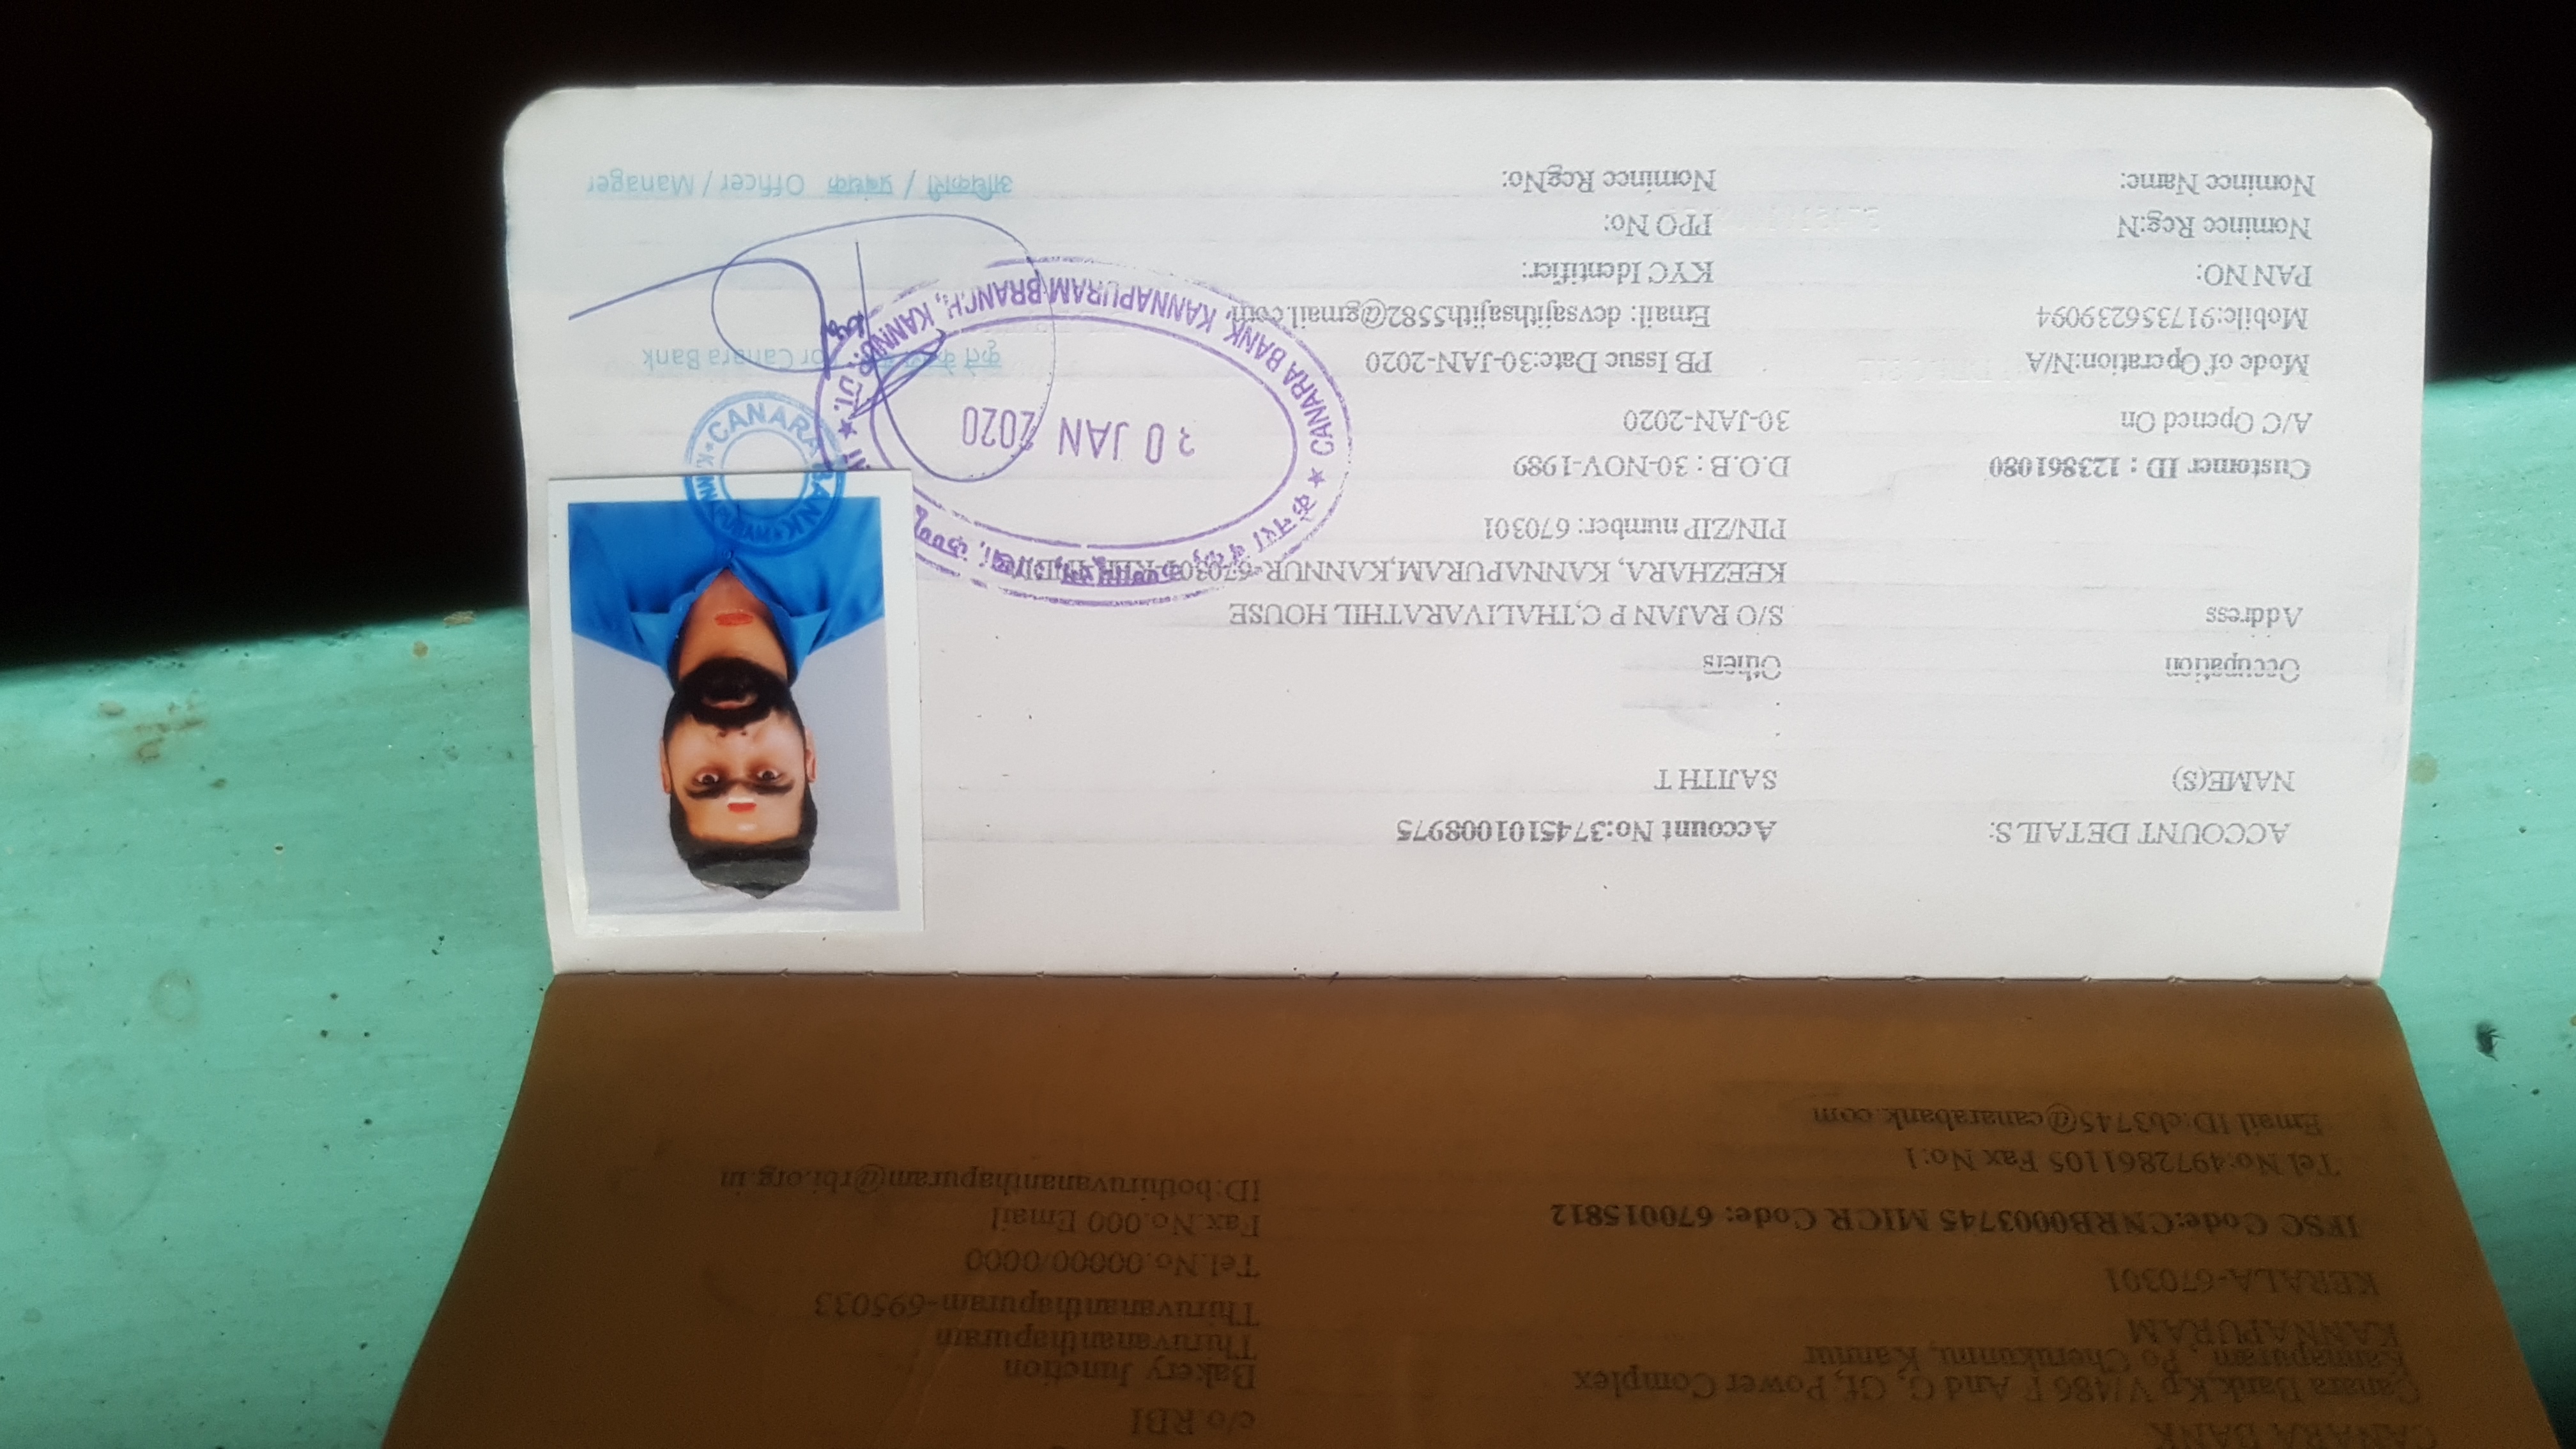 CANARA BANK
Canara Bank Kp V/486 F And G, Gf, Power Complex
Kannapuram Po Cherukunnu, Kannur
KANNAPURAM
KERALA-670301
IFSC Code:CNRB0003745 MICR Code: 670015812
Tel No:4972861105 Fax No:1
Email ID:cb3745@canarabank.com
c/o RBI
Bakery Junction
Thiruvananthapuram
Thiruvananthapuram-695033
Tel.No.00000/0000
Fax.No.000 Email
ID:bothiruvananthapuram@rbi.org.in
ACCOUNT DETAILS: Account No:3745101008975
NAME(S) SAJITH T
Occupation Others
Address S/O RAJAN P C,THALIVARATHIL HOUSE
KEEZHARA, KANNAPURAM,KANNUR-670301
PIN/ZIP number: 670301
Customer ID : 123861080 D.O.B : 30-NOV-1989
A/C Opened On 30-JAN-2020
Mode of Operation:N/A PB Issue Date:30-JAN-2020
Mobile:917356239094 Email: devsajithsajith5582@gmail.com
PAN NO: KYC Identifier:
Nominee Reg:N PPO No:
Nominee Name: Nominee RegNo:
CANARA
30 JAN 2020
CANARA BANK, KANNAPURAM BRANCH, KANNUR
कृते For Canara Bank
अधिकारी / प्रबंधक Officer / Manager